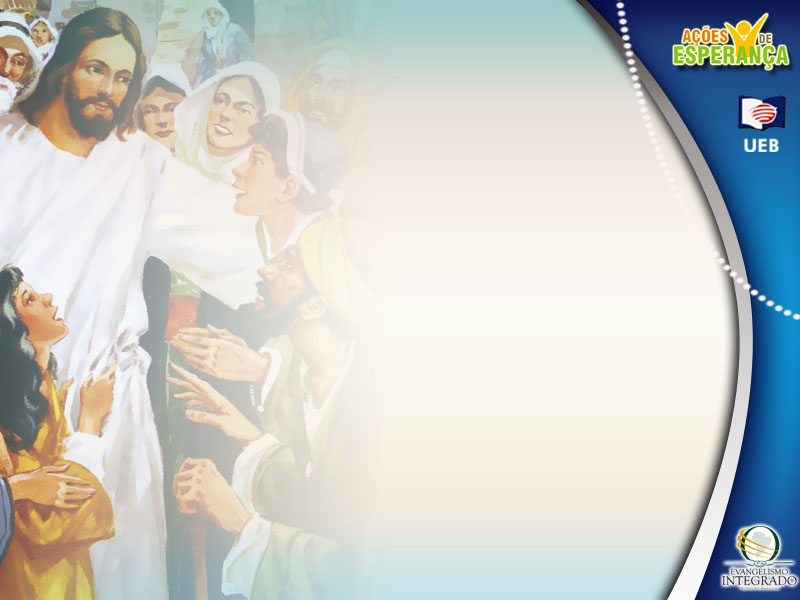 AÇÕES DE
ESPERANÇA
UEB
EVANGELISMO
INTEGRADO